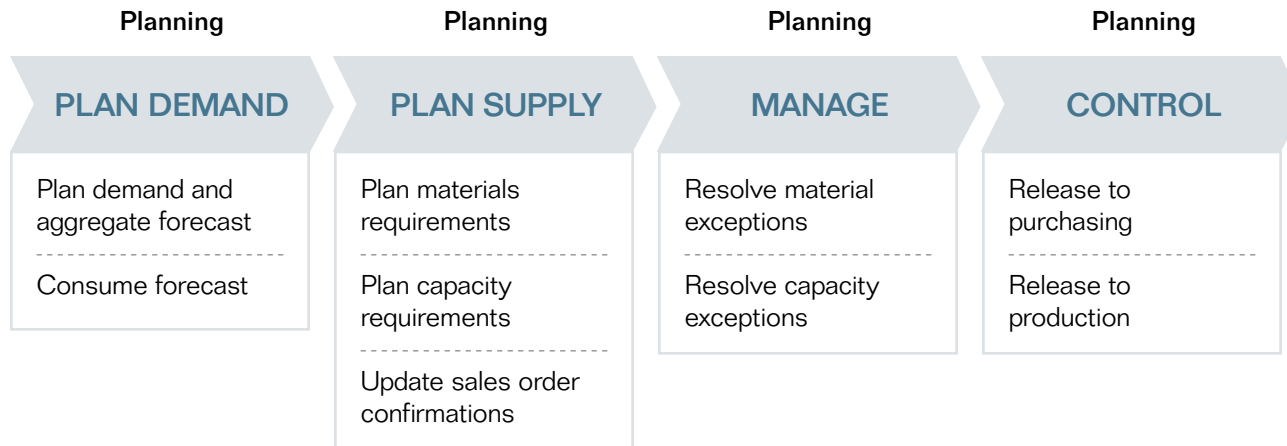 Planning
PLAN DEMAND
Plan demand and
aggregate forecast
Consume forecast
Planning
PLAN SUPPLY
Plan materials
requirements
Plan capacity
requirements
Update sales order
confirmations
Planning
MANAGE
Resolve material
exceptions
Resolve capacity
exceptions
Planning
CONTROL
Release to
purchasing
Release to
production